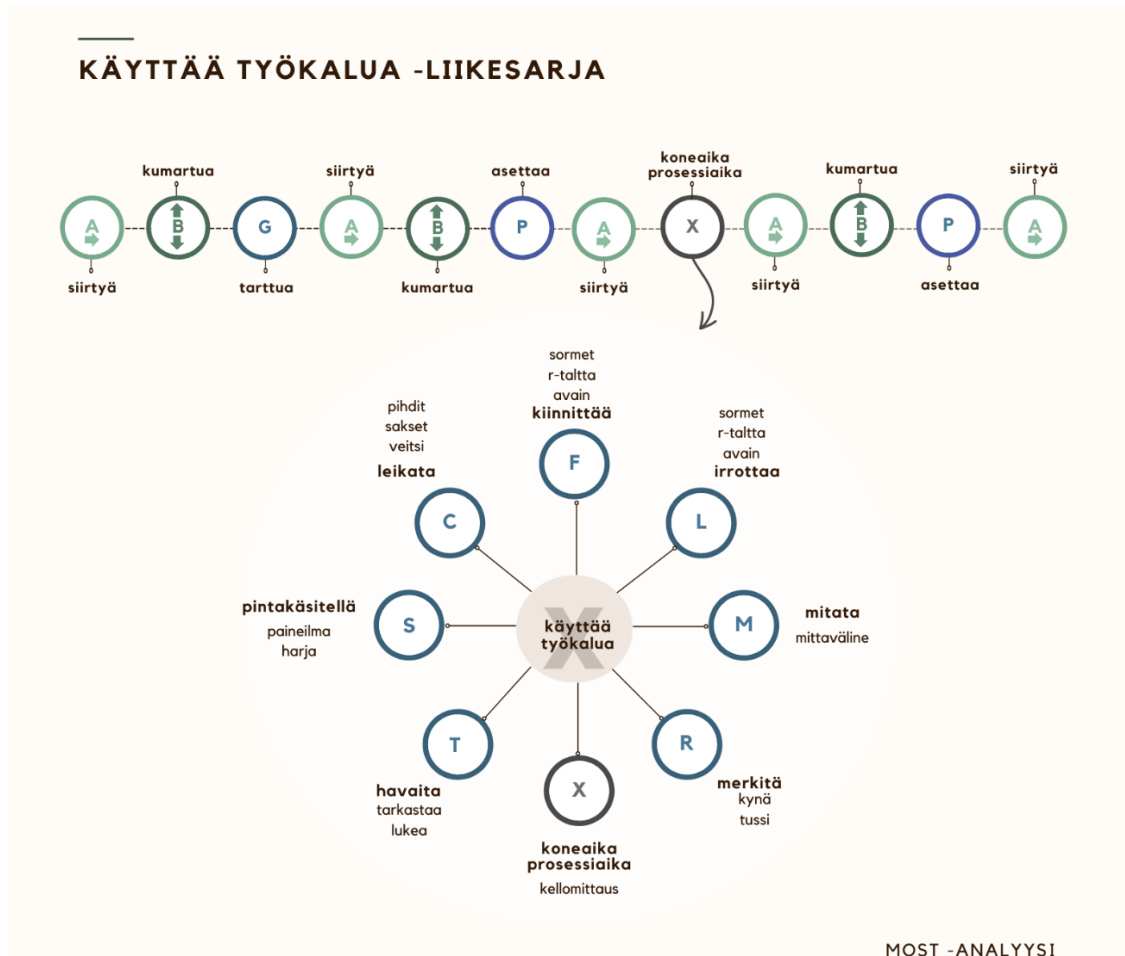 KÄYTTÄÄ TYÖKALUA -LIIKESARJA
kumartua
siirtyä
asettaa
koneaika
prosessiaika
kumartua
siirtyä
A B G A B P A X A B P A
siirtyä
tarttua
kumartua
siirtyä
siirtyä
asettaa
sormet
r-taltta
avain
kiinnittää
F
pihdit
sakset
veitsi
leikata
C
sormet
r-taltta
avain
irrottaa
L
pintakäsitellä
paineilma
harja
S
X
käyttää
työkalua
M
mitata
mittaväline
T
havaita
tarkastaa
lukea
R
merkitä
kynä
tussi
X
koneaika
prosessiaika
kellomittaus
MOST -ANALYYSI